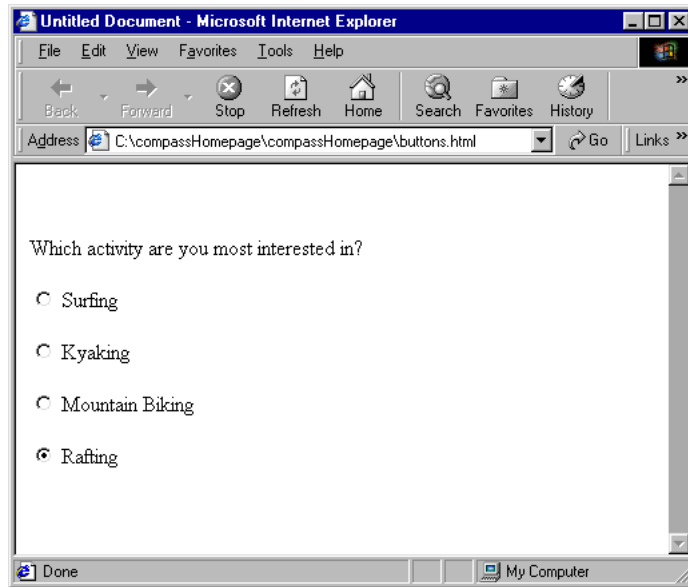 Untitled Document - Microsoft Internet Explorer
File Edit View Favorites Tools Help
Back Forward Stop Refresh Home Search Favorites History »
Address C:\compassHomepage\compassHomepage\buttons.html Go Links »
Which activity are you most interested in?
Surfing
Kyaking
Mountain Biking
Rafting
Done My Computer